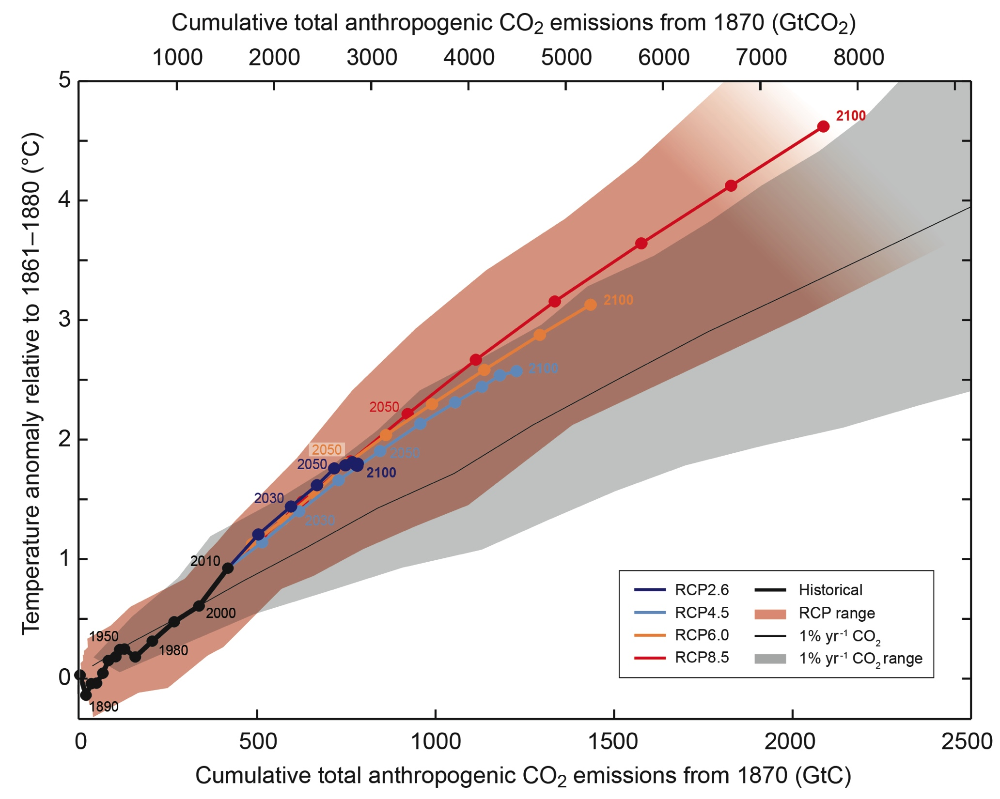 Cumulative total anthropogenic CO2 emissions from 1870 (GtCO2)
1000 2000 3000 4000 5000 6000 7000 8000
Temperature anomaly relative to 1861–1880 (°C)
5
4
3
2
1
0
2100
2100
2100
2050
2050
2050
2050
2100
2030
2030
2010
2000
1950
1980
1890
RCP2.6
RCP4.5
RCP6.0
RCP8.5
Historical
RCP range
1% yr-1 CO2
1% yr-1 CO2 range
0 500 1000 1500 2000 2500
Cumulative total anthropogenic CO2 emissions from 1870 (GtC)